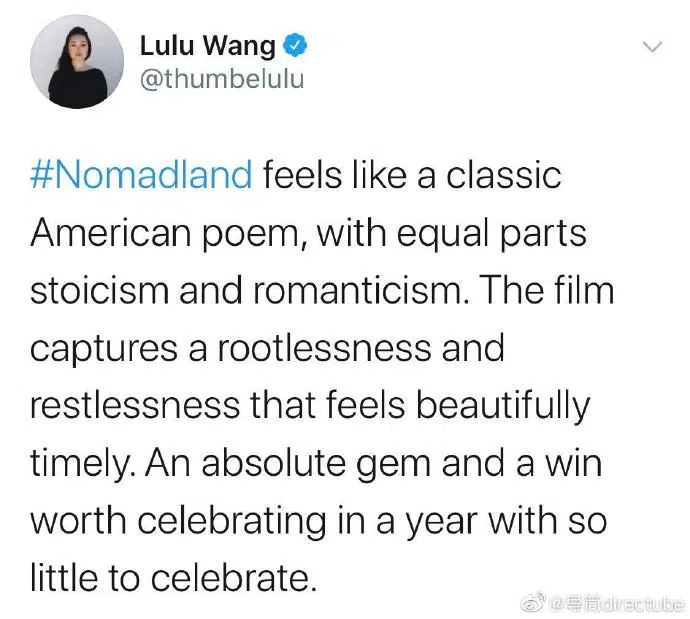 Lulu Wang
@thumbelulu
#Nomadland feels like a classic
American poem, with equal parts
stoicism and romanticism. The film
captures a rootlessness and
restlessness that feels beautifully
timely. An absolute gem and a win
worth celebrating in a year with so
little to celebrate.
@导筒directube